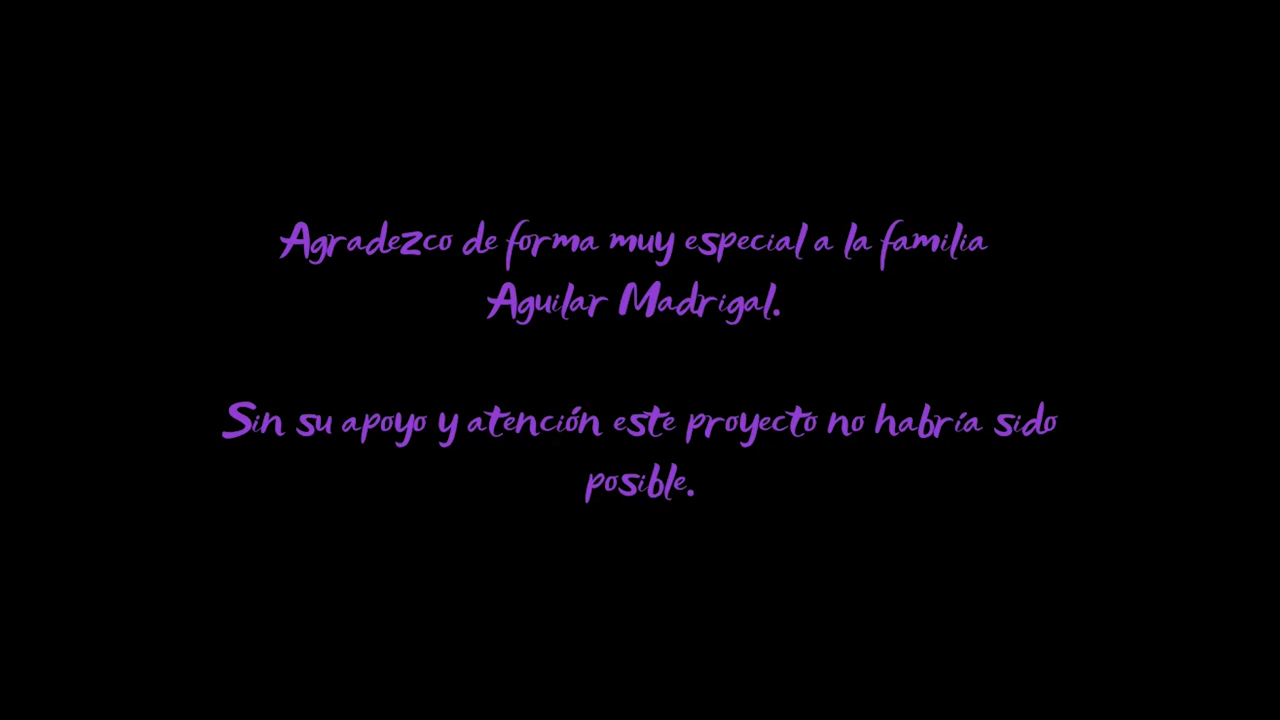 Agradezco de forma muy especial a la familia
Aguilar Madrigal.
Sin su apoyo y atención este proyecto no habría sido
posible.